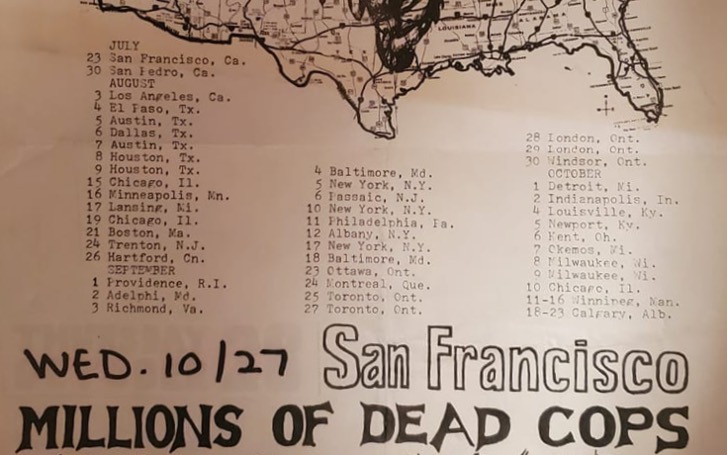 LOUISIANA
JULY
23 San Francisco, Ca.
30 San Pedro, Ca.
AUGUST
3 Los Angeles, Ca.
4 El Paso, Tx.
5 Austin, Tx.
6 Dallas, Tx.
7 Austin, Tx.
8 Houston, Tx.
9 Houston, Tx.
15 Chicago, Il.
16 Minneapolis, Mn.
17 Lansing, Mi.
19 Chicago, Il.
21 Boston, Ma.
24 Trenton, N.J.
26 Hartford, Cn.
SEPTEMBER
1 Providence, R.I.
2 Adelphi, Md.
3 Richmond, Va.
4 Baltimore, Md.
5 New York, N.Y.
6 Passaic, N.J.
10 New York, N.Y.
11 Philadelphia, Pa.
12 Albany, N.Y.
17 New York, N.Y.
18 Baltimore, Md.
23 Ottawa, Ont.
24 Montreal, Que.
25 Toronto, Ont.
27 Toronto, Ont.
28 London, Ont.
29 London, Ont.
30 Windsor, Ont.
OCTOBER
1 Detroit, Mi.
2 Indianapolis, In.
4 Louisville, Ky.
5 Newport, Ky.
6 Kent, Oh.
7 Okemos, Mi.
8 Milwaukee, Wi.
9 Milwaukee, Wi.
10 Chicago, Il.
11-16 Winnipeg, Man.
18-23 Calgary, Alb.
WED. 10/27 San Francisco
MILLIONS OF DEAD COPS